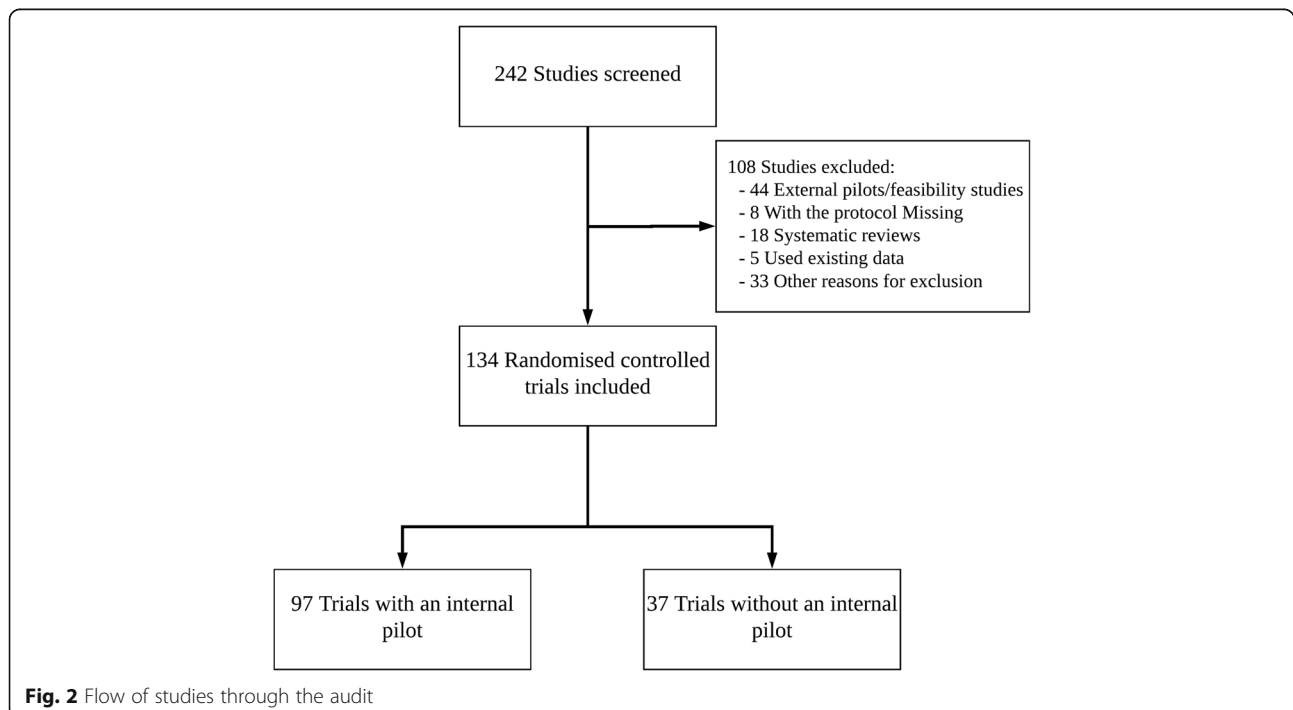 242 Studies screened
108 Studies excluded:
- 44 External pilots/feasibility studies
- 8 With the protocol Missing
- 18 Systematic reviews
- 5 Used existing data
- 33 Other reasons for exclusion
134 Randomised controlled
trials included
97 Trials with an internal
pilot
37 Trials without an internal
pilot
Fig. 2 Flow of studies through the audit